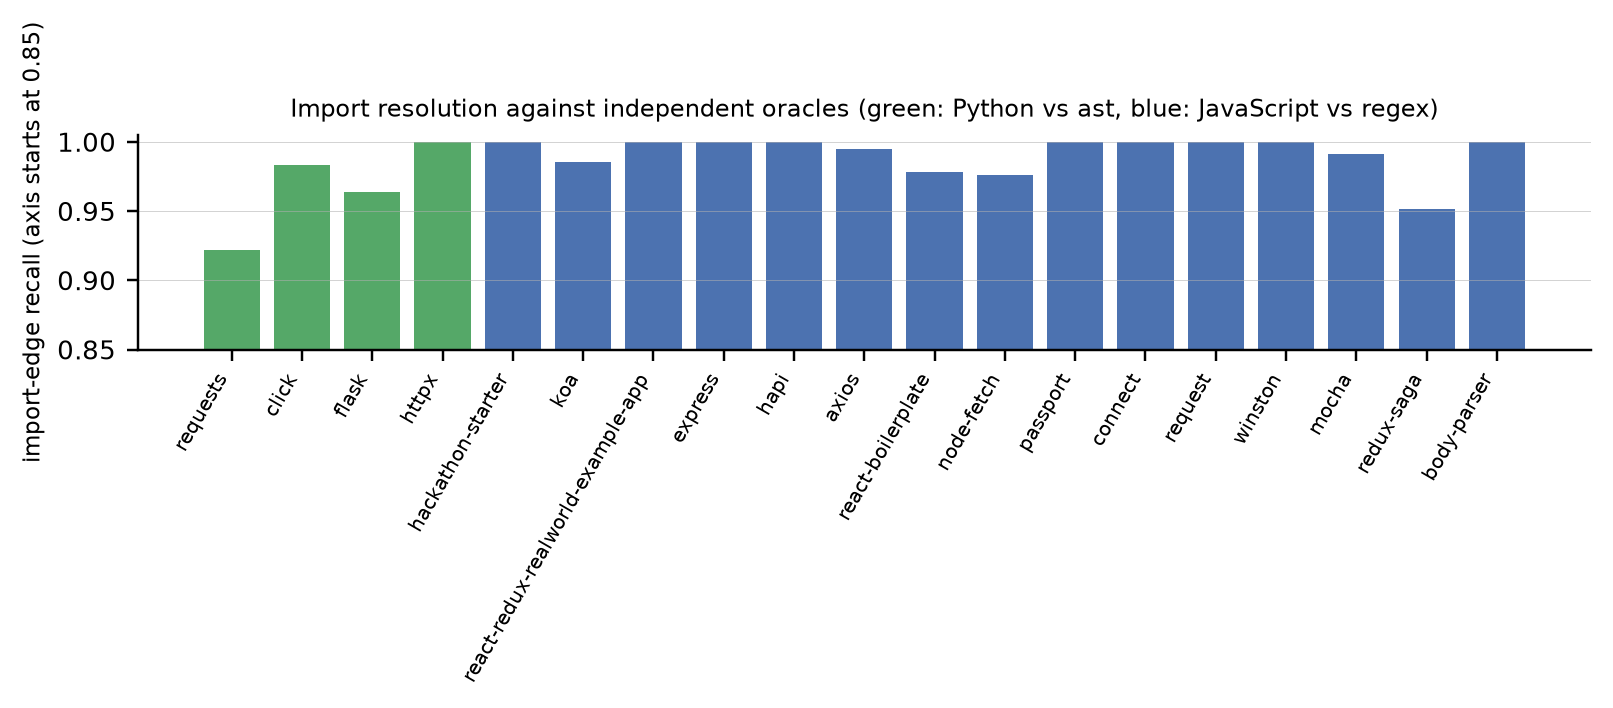 Import resolution against independent oracles (green: Python vs ast, blue: JavaScript vs regex)
import-edge recall (axis starts at 0.85)
1.00
0.95
0.90
0.85
requests
click
flask
httpx
hackathon-starter
koa
react-redux-realworld-example-app
express
hapi
axios
react-boilerplate
node-fetch
passport
connect
request
winston
mocha
redux-saga
body-parser